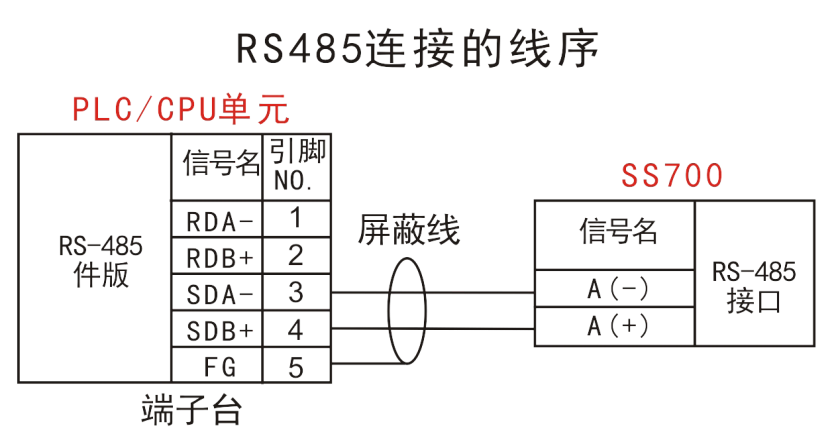 RS485连接的线序
PLC/CPU单元
信号名
引脚
NO.
RS-485
件版
RDA-
1
RDB+
2
SDA-
3
SDB+
4
FG
5
端子台
屏蔽线
SS700
信号名
A(-)
A(+)
RS-485
接口